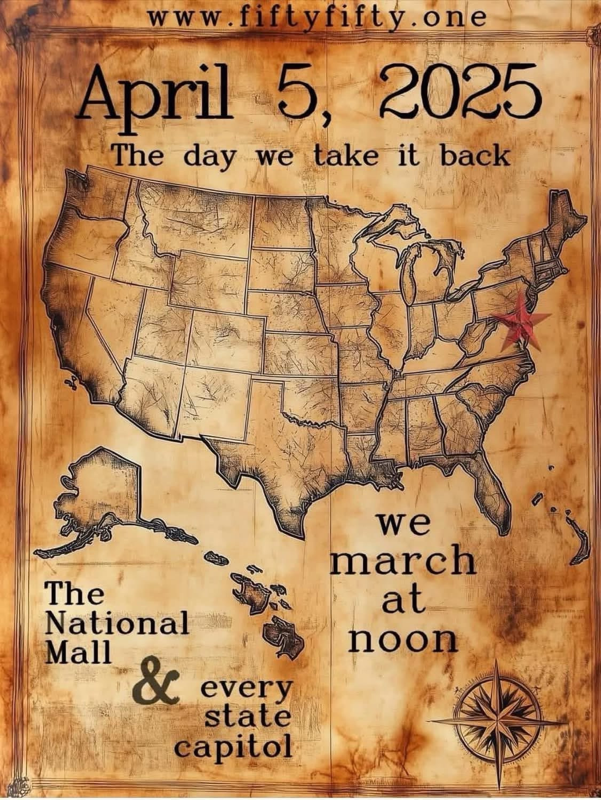 www.fiftyfifty.one
April 5, 2025
The day we take it back
we
march
at
noon
The
National
Mall
&
every
state
capitol